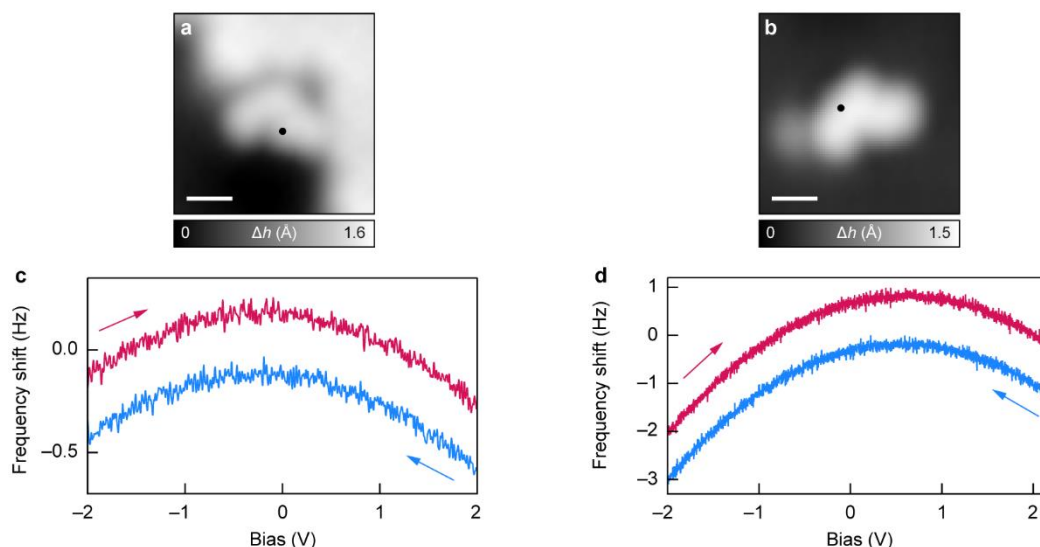 a
b
0 Δh (Å) 1.6
0 Δh (Å) 1.5
c
Frequency shift (Hz)
0.0
–0.5
–2 –1 0 1 2
Bias (V)
d
Frequency shift (Hz)
1
0
–1
–2
–3
–2 –1 0 1 2
Bias (V)